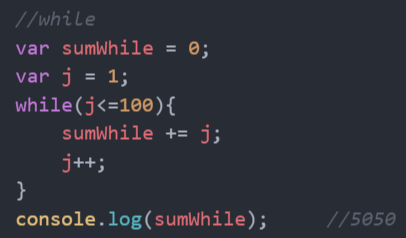 //while
var sumWhile = 0;
var j = 1;
while(j<=100){
    sumWhile += j;
    j++;
}
console.log(sumWhile);     //5050